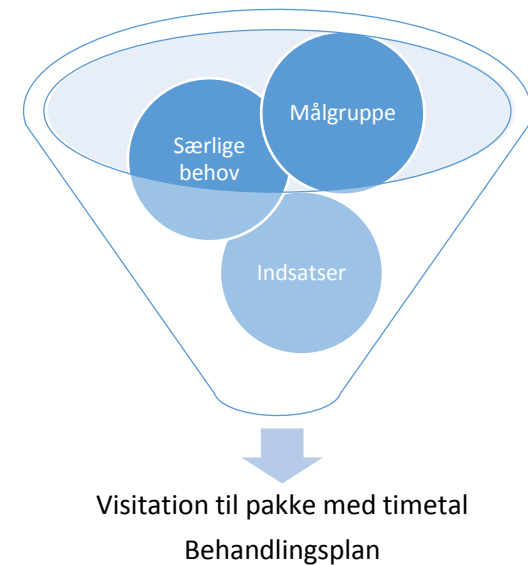 Målgruppe
Særlige
behov
Indsatser
Visitation til pakke med timetal
Behandlingsplan